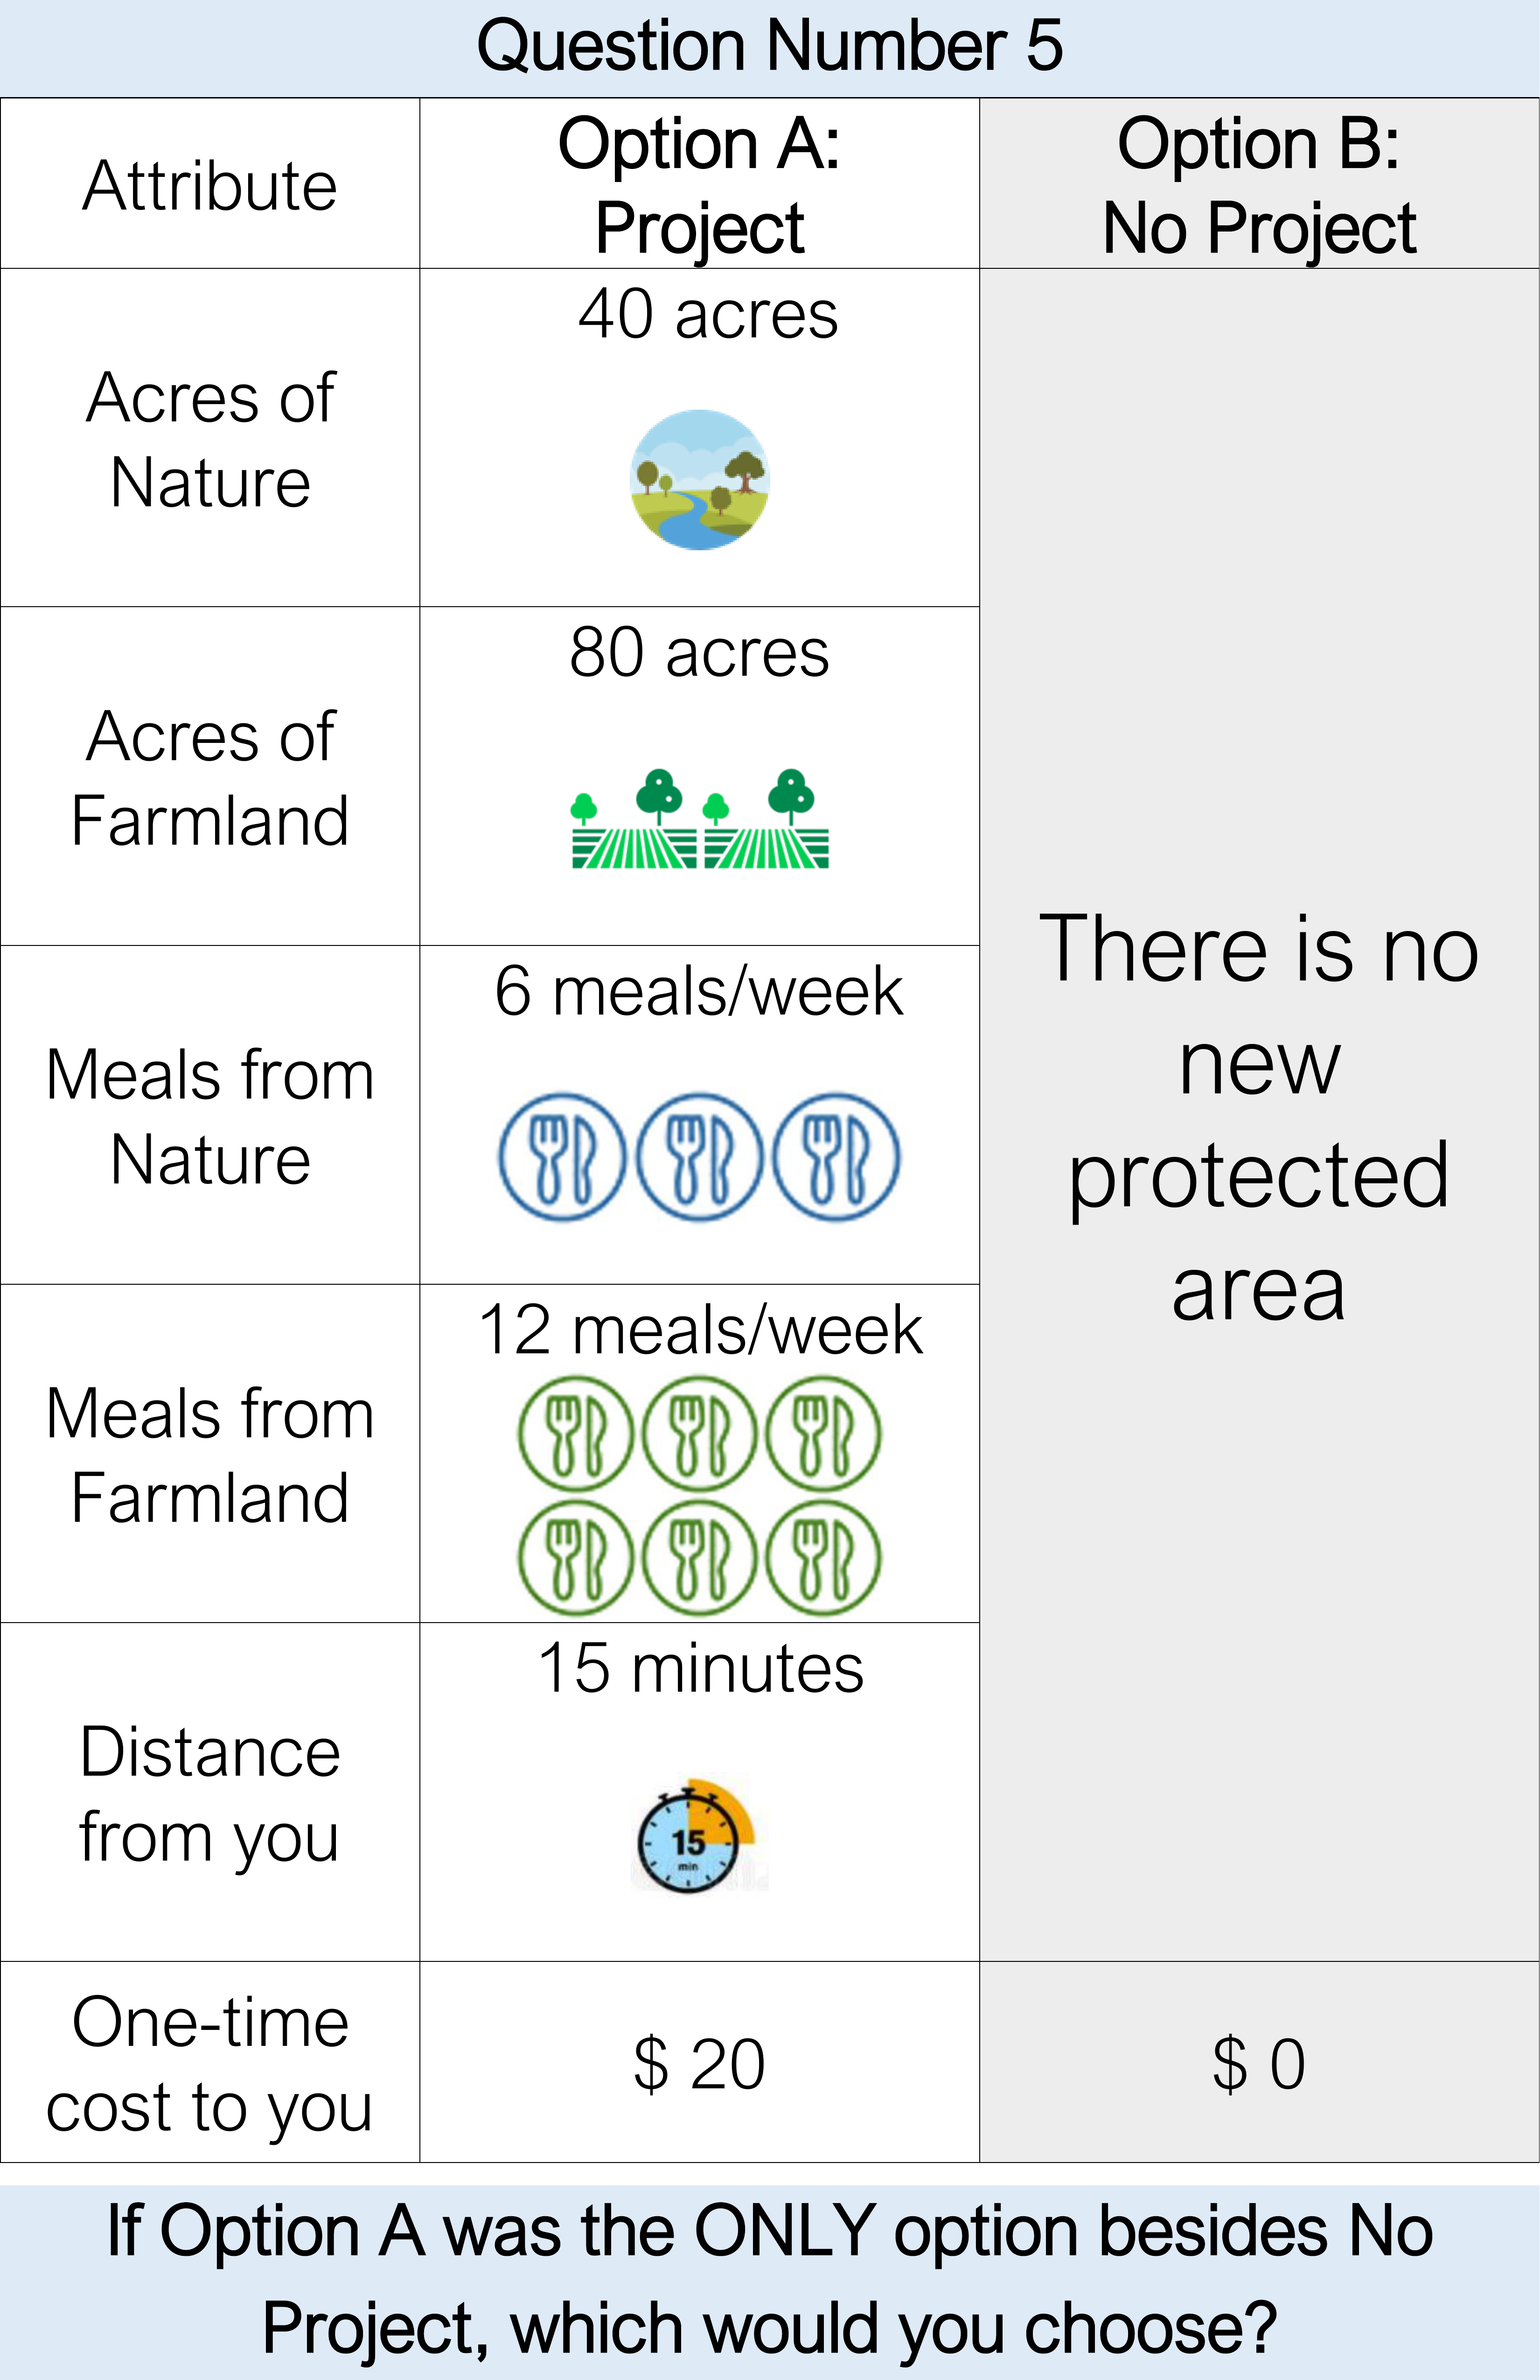 Question Number 5
Attribute
Option A:
Project
Option B:
No Project
Acres of
Nature
40 acres
Acres of
Farmland
80 acres
Meals from
Nature
6 meals/week
Meals from
Farmland
12 meals/week
Distance
from you
15 minutes
15
min
There is no
new
protected
area
One-time
cost to you
$ 20
$ 0
If Option A was the ONLY option besides No
Project, which would you choose?